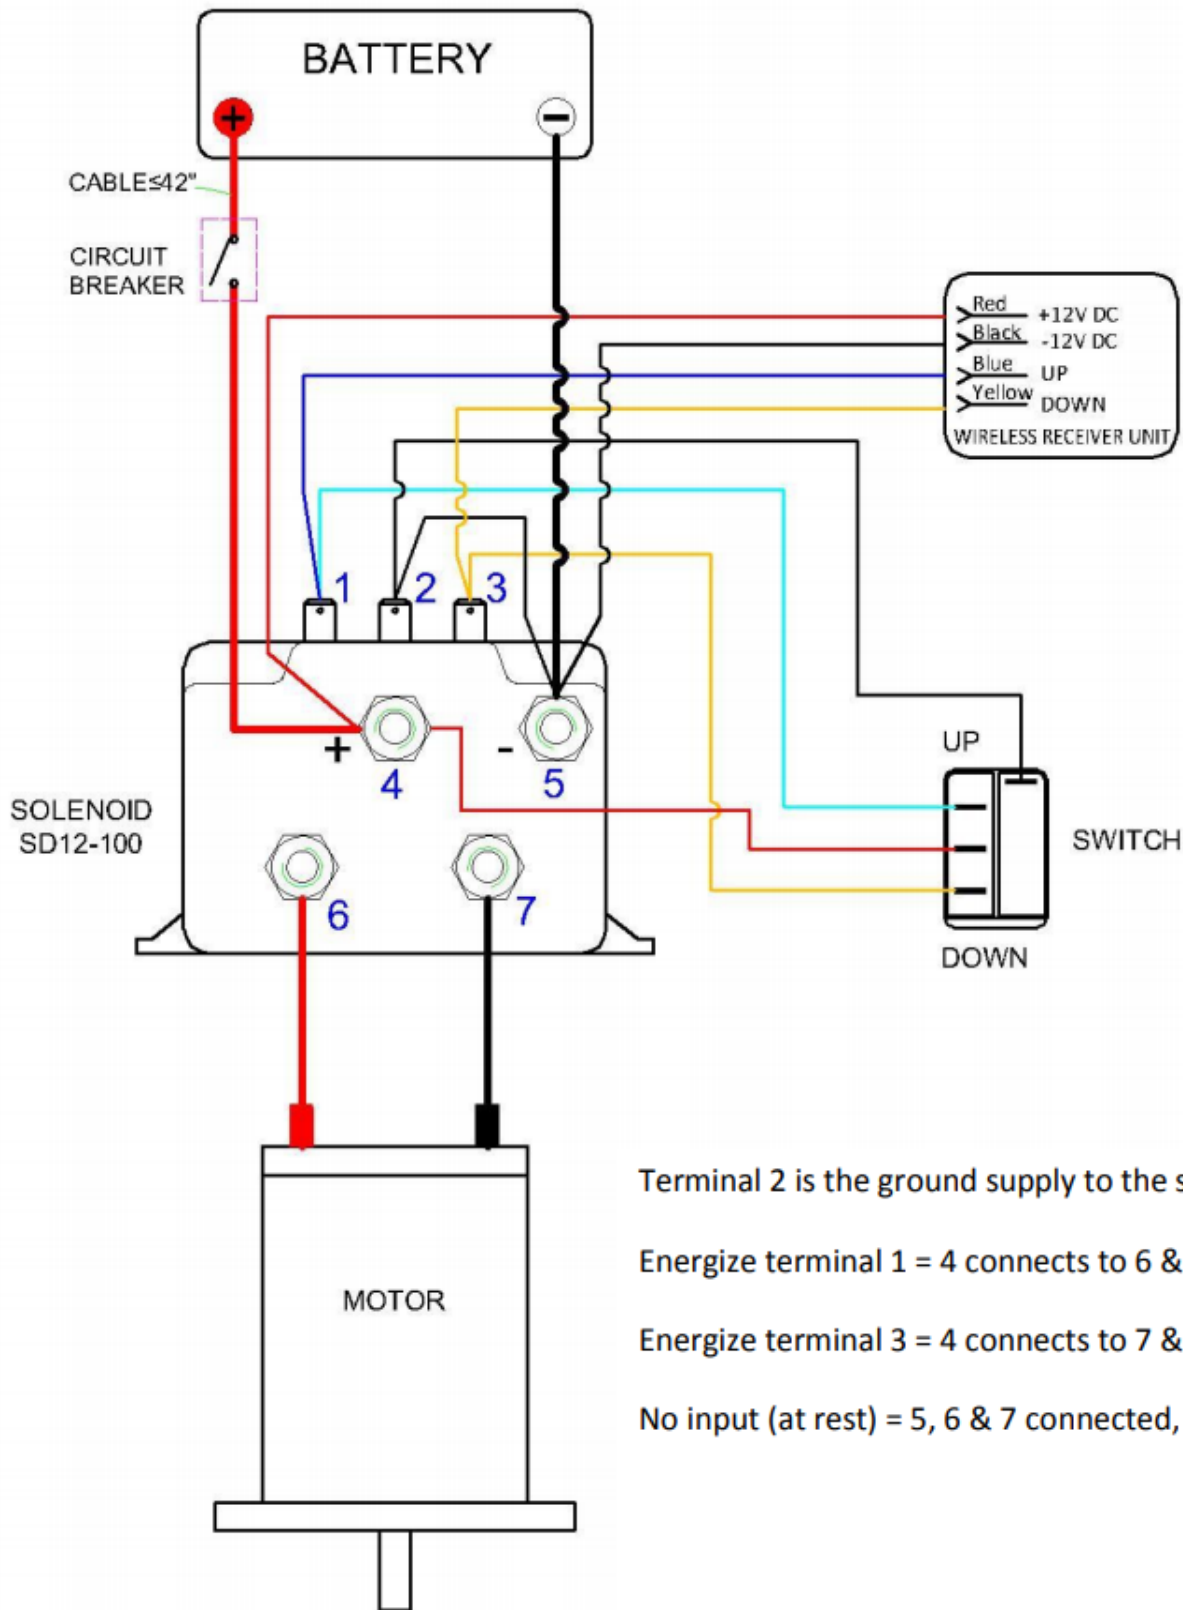 BATTERY
+
−
CABLE≤42"
CIRCUIT
BREAKER
Red +12V DC
Black -12V DC
Blue UP
Yellow DOWN
WIRELESS RECEIVER UNIT
1 2 3
+ -
4 5
SOLENOID
SD12-100
6 7
UP
SWITCH
DOWN
MOTOR
Terminal 2 is the ground supply to the s
Energize terminal 1 = 4 connects to 6 &
Energize terminal 3 = 4 connects to 7 &
No input (at rest) = 5, 6 & 7 connected,